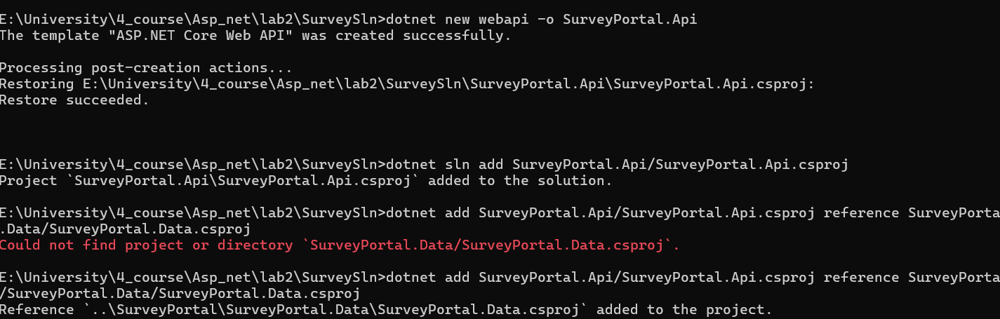 E:\University\4_course\Asp_net\lab2\SurveySln>dotnet new webapi -o SurveyPortal.Api
The template "ASP.NET Core Web API" was created successfully.
Processing post-creation actions...
Restoring E:\University\4_course\Asp_net\lab2\SurveySln\SurveyPortal.Api\SurveyPortal.Api.csproj:
Restore succeeded.
E:\University\4_course\Asp_net\lab2\SurveySln>dotnet sln add SurveyPortal.Api/SurveyPortal.Api.csproj
Project `SurveyPortal.Api\SurveyPortal.Api.csproj` added to the solution.
E:\University\4_course\Asp_net\lab2\SurveySln>dotnet add SurveyPortal.Api/SurveyPortal.Api.csproj reference SurveyPorta
.Data/SurveyPortal.Data.csproj
Could not find project or directory `SurveyPortal.Data/SurveyPortal.Data.csproj`.
E:\University\4_course\Asp_net\lab2\SurveySln>dotnet add SurveyPortal.Api/SurveyPortal.Api.csproj reference SurveyPorta
/SurveyPortal.Data/SurveyPortal.Data.csproj
Reference `..\SurveyPortal\SurveyPortal.Data\SurveyPortal.Data.csproj` added to the project.